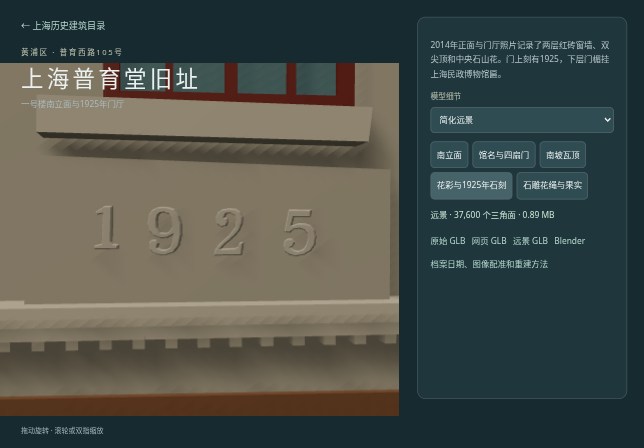 ← 上海历史建筑目录
黄浦区 · 普育西路105号
上海普育堂旧址
一号楼南立面与1925年门厅
1925
拖动旋转 · 滚轮或双指缩放
2014年正面与门厅照片记录了两层红砖窗墙、双
尖顶和中央石山花。门上刻有1925，下层门楣挂
上海民政博物馆匾。
模型细节
简化远景
南立面 馆名与四扇门 南坡瓦顶
花彩与1925年石刻 石雕花绳与果实
远景 · 37,600 个三角面 · 0.89 MB
原始 GLB 网页 GLB 远景 GLB Blender
档案日期、图像配准和重建方法